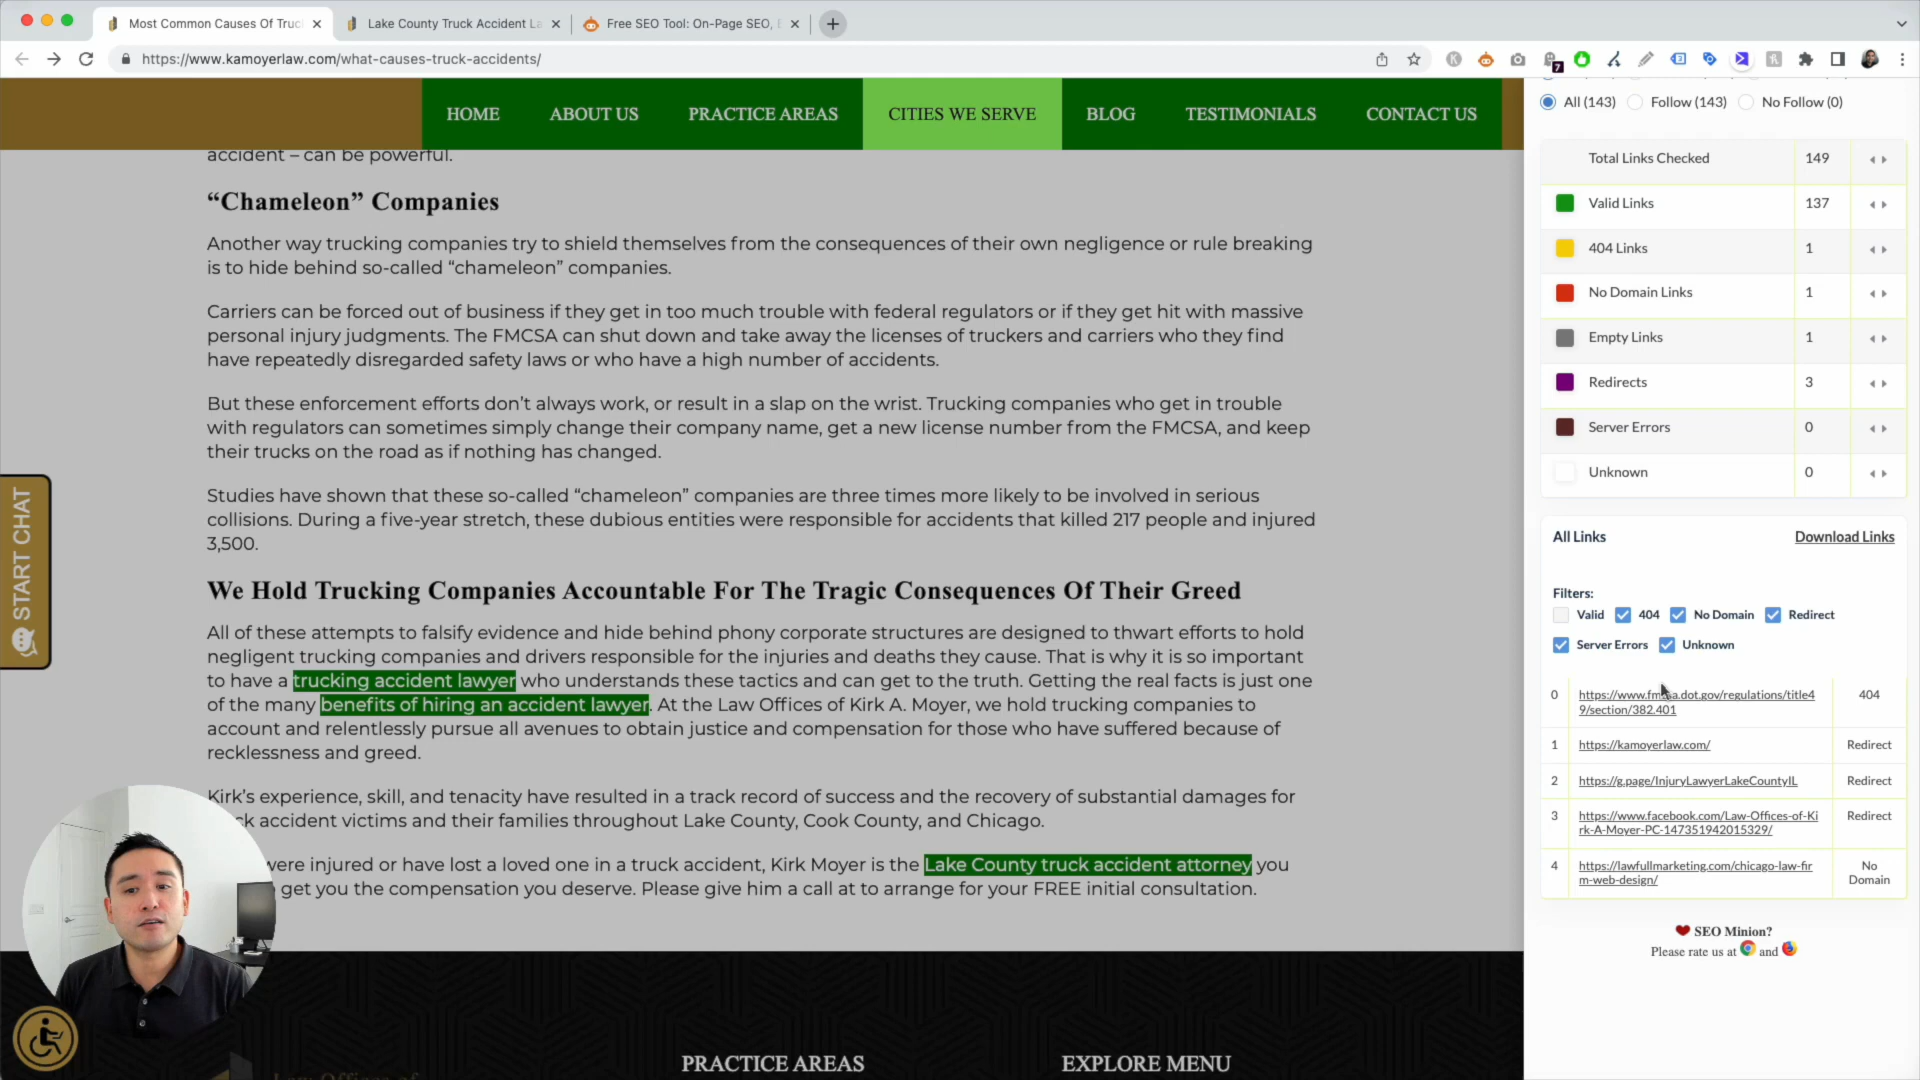 Most Common Causes Of Truc
Lake County Truck Accident La
Free SEO Tool: On-Page SEO,
https://www.kamoyerlaw.com/what-causes-truck-accidents/
7
HOME
ABOUT US
PRACTICE AREAS
CITIES WE SERVE
BLOG
TESTIMONIALS
CONTACT US
accident – can be powerful.
“Chameleon” Companies
Another way trucking companies try to shield themselves from the consequences of their own negligence or rule breaking
is to hide behind so-called “chameleon” companies.
Carriers can be forced out of business if they get in too much trouble with federal regulators or if they get hit with massive
personal injury judgments. The FMCSA can shut down and take away the licenses of truckers and carriers who they find
have repeatedly disregarded safety laws or who have a high number of accidents.
But these enforcement efforts don’t always work, or result in a slap on the wrist. Trucking companies who get in trouble
with regulators can sometimes simply change their company name, get a new license number from the FMCSA, and keep
their trucks on the road as if nothing has changed.
Studies have shown that these so-called “chameleon” companies are three times more likely to be involved in serious
collisions. During a five-year stretch, these dubious entities were responsible for accidents that killed 217 people and injured
3,500.
We Hold Trucking Companies Accountable For The Tragic Consequences Of Their Greed
All of these attempts to falsify evidence and hide behind phony corporate structures are designed to thwart efforts to hold
negligent trucking companies and drivers responsible for the injuries and deaths they cause. That is why it is so important
to have a trucking accident lawyer who understands these tactics and can get to the truth. Getting the real facts is just one
of the many benefits of hiring an accident lawyer. At the Law Offices of Kirk A. Moyer, we hold trucking companies to
account and relentlessly pursue all avenues to obtain justice and compensation for those who have suffered because of
recklessness and greed.
Kirk’s experience, skill, and tenacity have resulted in a track record of success and the recovery of substantial damages for
accident victims and their families throughout Lake County, Cook County, and Chicago.
were injured or have lost a loved one in a truck accident, Kirk Moyer is the Lake County truck accident attorney you
get you the compensation you deserve. Please give him a call at to arrange for your FREE initial consultation.
START CHAT
PRACTICE AREAS
EXPLORE MENU
Law Offices of
All (143) Follow (143) No Follow (0)
Total Links Checked 149
Valid Links 137
404 Links 1
No Domain Links 1
Empty Links 1
Redirects 3
Server Errors 0
Unknown 0
All Links Download Links
Filters:
Valid 404 No Domain Redirect
Server Errors Unknown
0 https://www.fmcsa.dot.gov/regulations/title4 404
9/section/382.401
1 https://kamoyerlaw.com/ Redirect
2 https://g.page/InjuryLawyerLakeCountyIL Redirect
3 https://www.facebook.com/Law-Offices-of-Ki Redirect
rk-A-Moyer-PC-147351942015329/
4 https://lawfullmarketing.com/chicago-law-fir No
m-web-design/ Domain
SEO Minion?
Please rate us at and